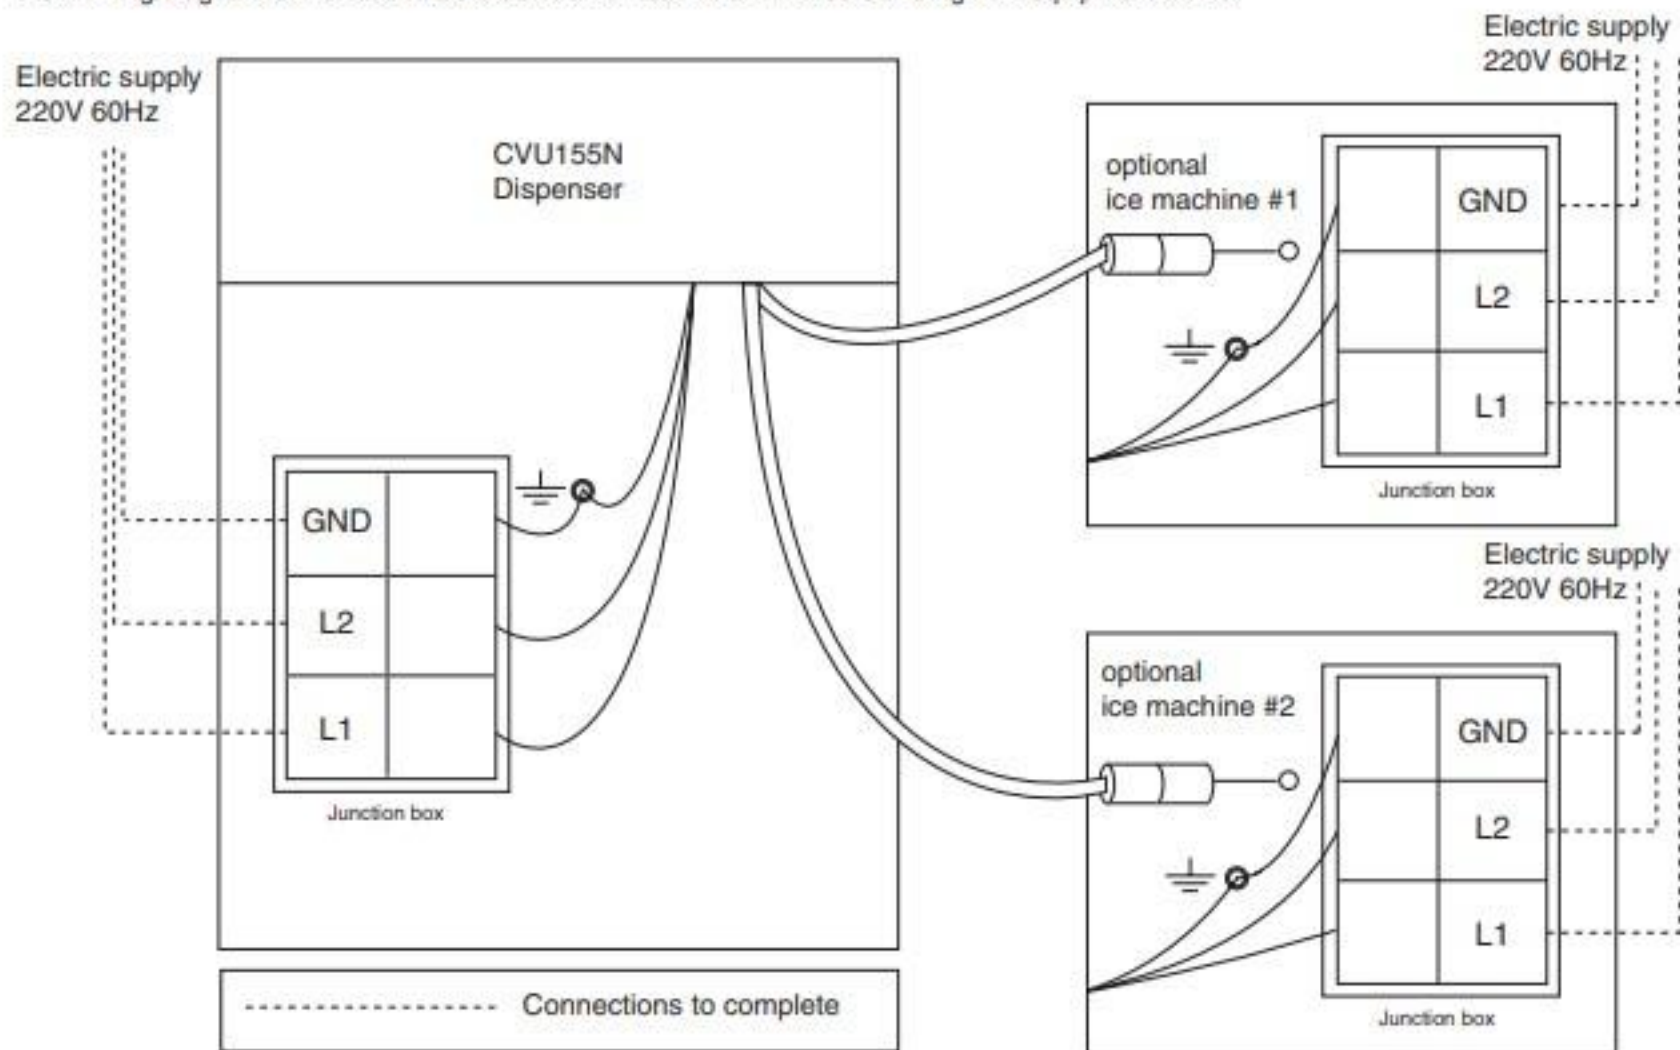 Electric supply
220V 60Hz
CVU155N
Dispenser
GND
L2
L1
Junction box
Connections to complete
Electric supply
220V 60Hz
optional
ice machine #1
GND
L2
L1
Junction box
Electric supply
220V 60Hz
optional
ice machine #2
GND
L2
L1
Junction box